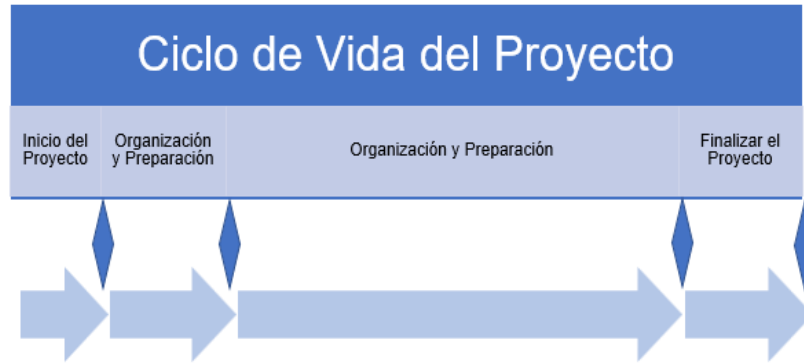 Ciclo de Vida del Proyecto
Inicio del
Proyecto
Organización
y Preparación
Organización y Preparación
Finalizar el
Proyecto